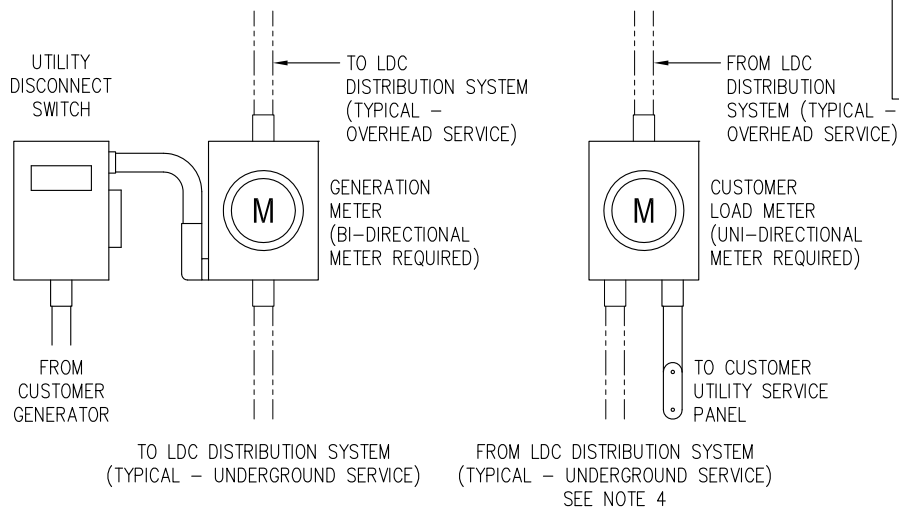 UTILITY
DISCONNECT
SWITCH
TO LDC
DISTRIBUTION SYSTEM
(TYPICAL –
OVERHEAD SERVICE)
FROM LDC
DISTRIBUTION
SYSTEM (TYPICAL –
OVERHEAD SERVICE)
M
GENERATION
METER
(BI–DIRECTIONAL
METER REQUIRED)
M
CUSTOMER
LOAD METER
(UNI–DIRECTIONAL
METER REQUIRED)
FROM
CUSTOMER
GENERATOR
TO CUSTOMER
UTILITY SERVICE
PANEL
TO LDC DISTRIBUTION SYSTEM
(TYPICAL – UNDERGROUND SERVICE)
FROM LDC DISTRIBUTION SYSTEM
(TYPICAL – UNDERGROUND SERVICE)
SEE NOTE 4